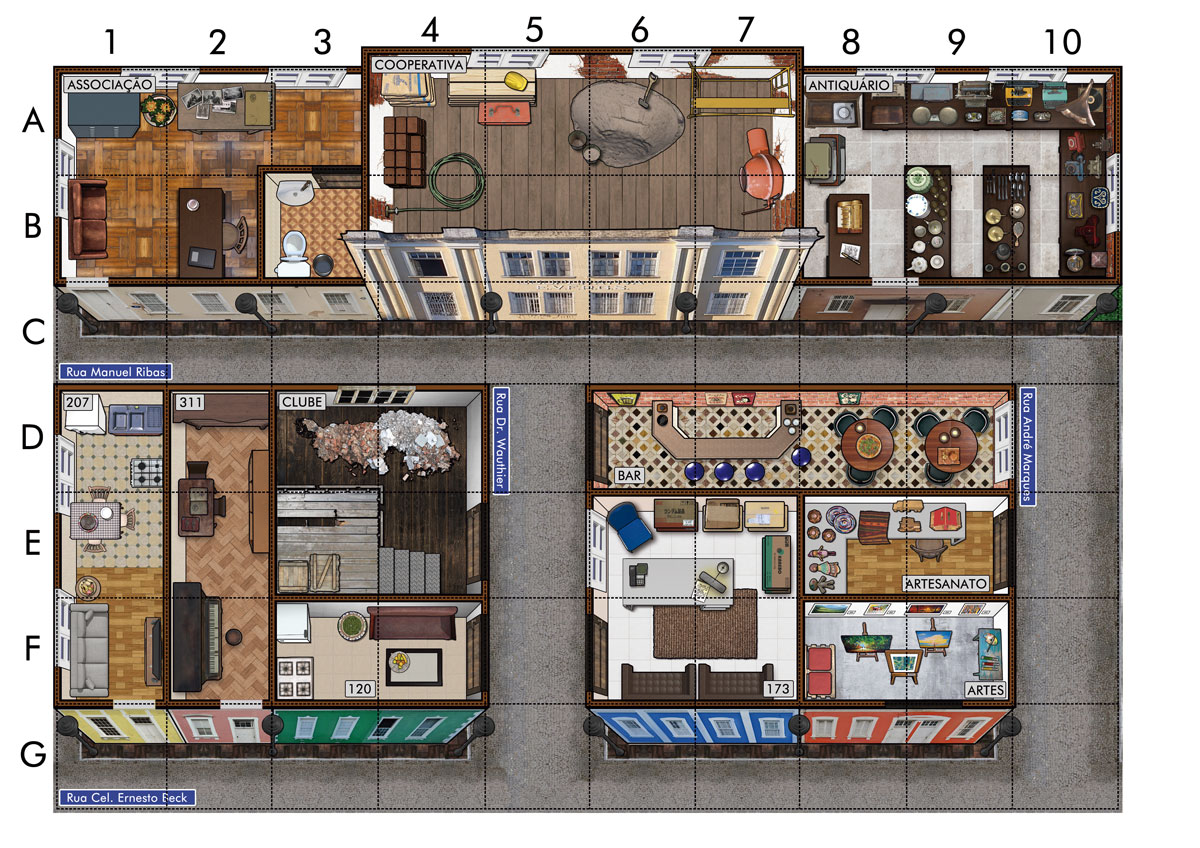 1 2 3 4 5 6 7 8 9 10
A
ASSOCIAÇÃO
COOPERATIVA
ANTIQUÁRIO
B
C
Rua Manuel Ribas
D
207
311
CLUBE
Rua Dr. Wauthier
BAR
Rua André Marques
E
ARTESANATO
F
120
173
ARTES
G
Rua Cel. Ernesto Beck